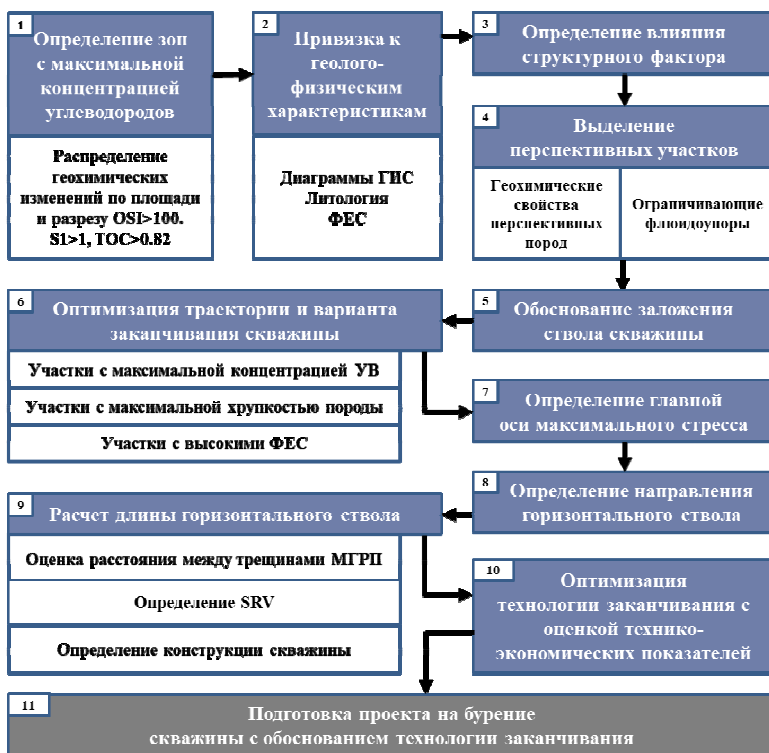 1
Определение зон
с максимальной
концентрацией
углеводородов
Распределение
геохимических
изменений по площади
и разрезу OSI>100.
S1>1, TOC>0.82
2
Привязка к
геолого-
физическим
характеристикам
Диаграммы ГИС
Литология
ФЕС
3
Определение влияния
структурного фактора
4
Выделение
перспективных участков
Геохимические
свойства
перспективных
пород
Ограничивающие
флюидоупоры
5
Обоснование заложения
ствола скважины
6
Оптимизация траектории и варианта
заканчивания скважины
Участки с максимальной концентрацией УВ
Участки с максимальной хрупкостью породы
Участки с высокими ФЕС
7
Определение главной
оси максимального стресса
8
Определение направления
горизонтального ствола
9
Расчет длины горизонтального ствола
Оценка расстояния между трещинами МГРП
Определение SRV
Определение конструкции скважины
10
Оптимизация
технологии заканчивания с
оценкой технико-
экономических показателей
11
Подготовка проекта на бурение
скважины с обоснованием технологии заканчивания